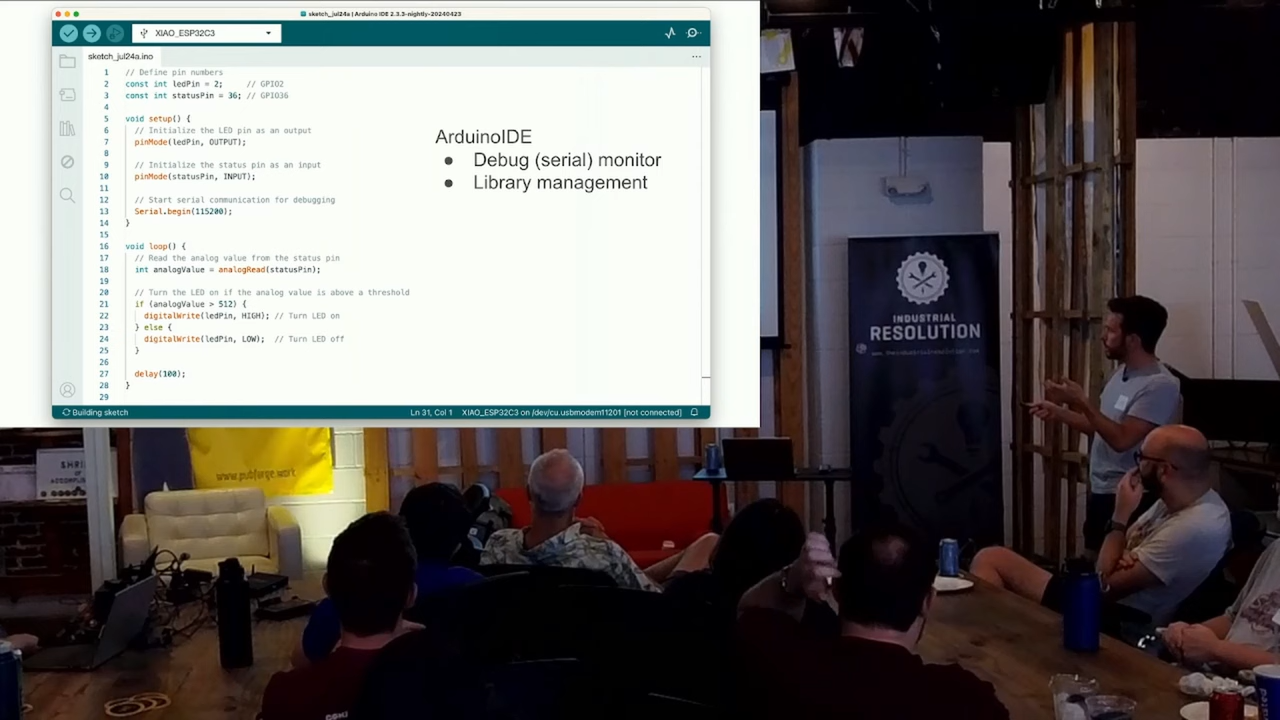 sketch_jul24a | Arduino IDE 2.3.3-nightly-20240423
XIAO_ESP32C3
sketch_jul24a.ino
1 // Define pin numbers
2 const int ledPin = 2; // GPIO2
3 const int statusPin = 36; // GPIO36
4
5 void setup() {
6 // Initialize the LED pin as an output
7 pinMode(ledPin, OUTPUT);
8
9 // Initialize the status pin as an input
10 pinMode(statusPin, INPUT);
11
12 // Start serial communication for debugging
13 Serial.begin(115200);
14 }
15
16 void loop() {
17 // Read the analog value from the status pin
18 int analogValue = analogRead(statusPin);
19
20 // Turn the LED on if the analog value is above a threshold
21 if (analogValue > 512) {
22 digitalWrite(ledPin, HIGH); // Turn LED on
23 } else {
24 digitalWrite(ledPin, LOW); // Turn LED off
25 }
26
27 delay(100);
28 }
29
ArduinoIDE
● Debug (serial) monitor
● Library management
Building sketch
Ln 31, Col 1 XIAO_ESP32C3 on /dev/cu.usbmodem11201 [not connected]
INDUSTRIAL
RESOLUTION
www.pubforge.work